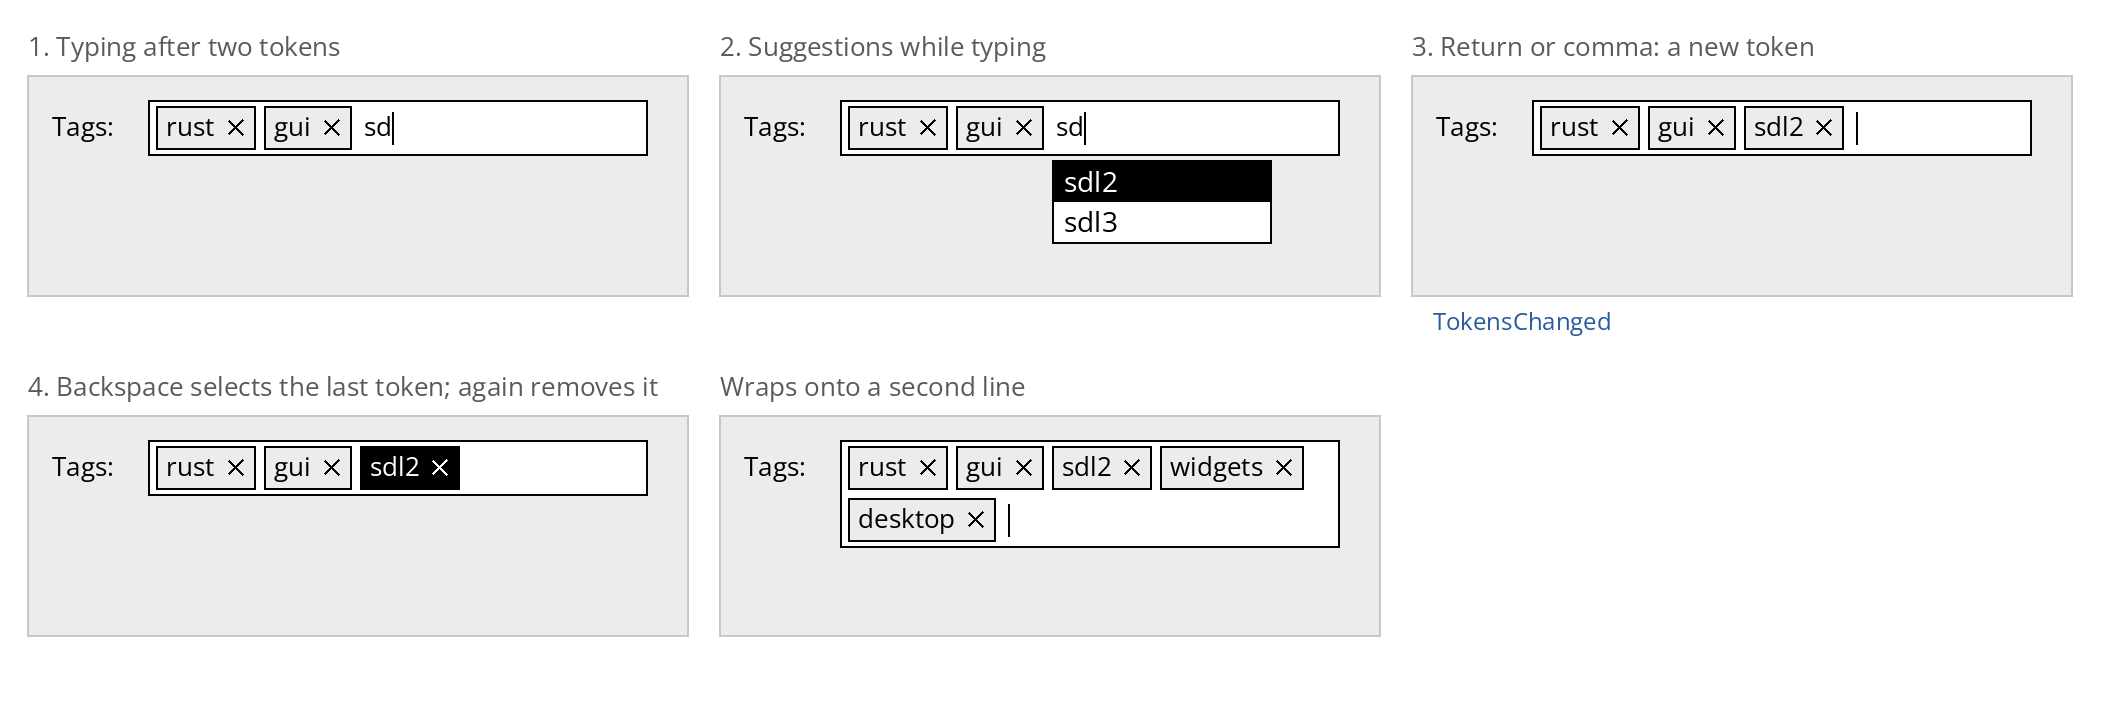 1. Typing after two tokens
Tags: rust × gui × sd
2. Suggestions while typing
Tags: rust × gui × sd
sdl2
sdl3
3. Return or comma: a new token
Tags: rust × gui × sdl2 ×
TokensChanged
4. Backspace selects the last token; again removes it
Tags: rust × gui × sdl2 ×
Wraps onto a second line
Tags: rust × gui × sdl2 × widgets ×
desktop ×